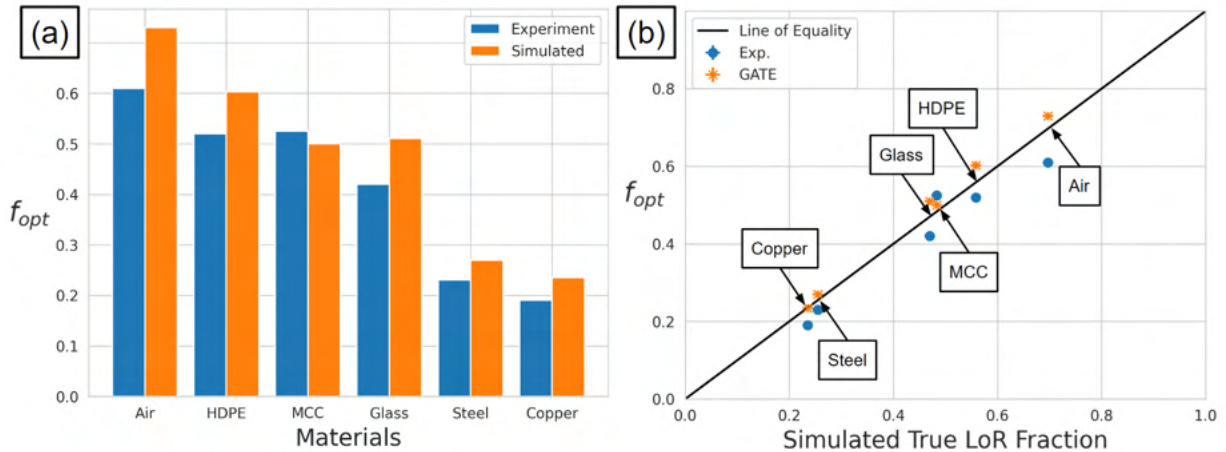 (a)
Experiment
Simulated
0.6
0.5
0.4
0.3
0.2
0.1
0.0
f_opt
Air HDPE MCC Glass Steel Copper
Materials
(b)
Line of Equality
Exp.
GATE
HDPE
Glass
Air
Copper
MCC
Steel
0.8
0.6
0.4
0.2
0.0
f_opt
0.0 0.2 0.4 0.6 0.8 1.0
Simulated True LoR Fraction